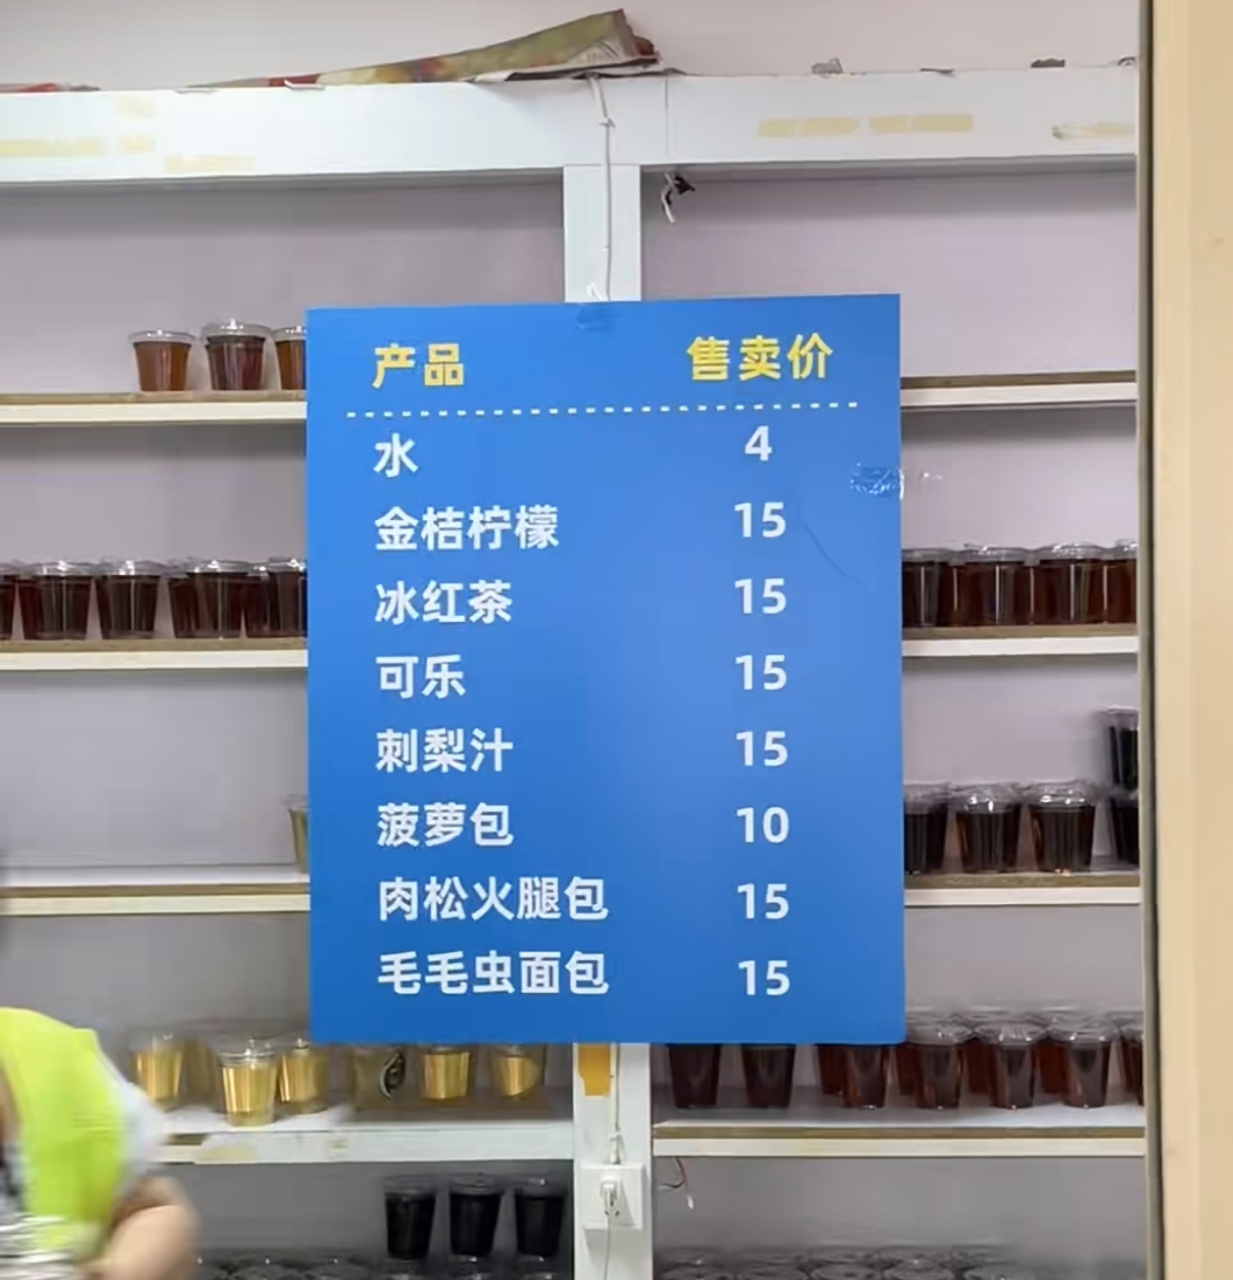 产品 售卖价
水 4
金桔柠檬 15
冰红茶 15
可乐 15
刺梨汁 15
菠萝包 10
肉松火腿包 15
毛毛虫面包 15